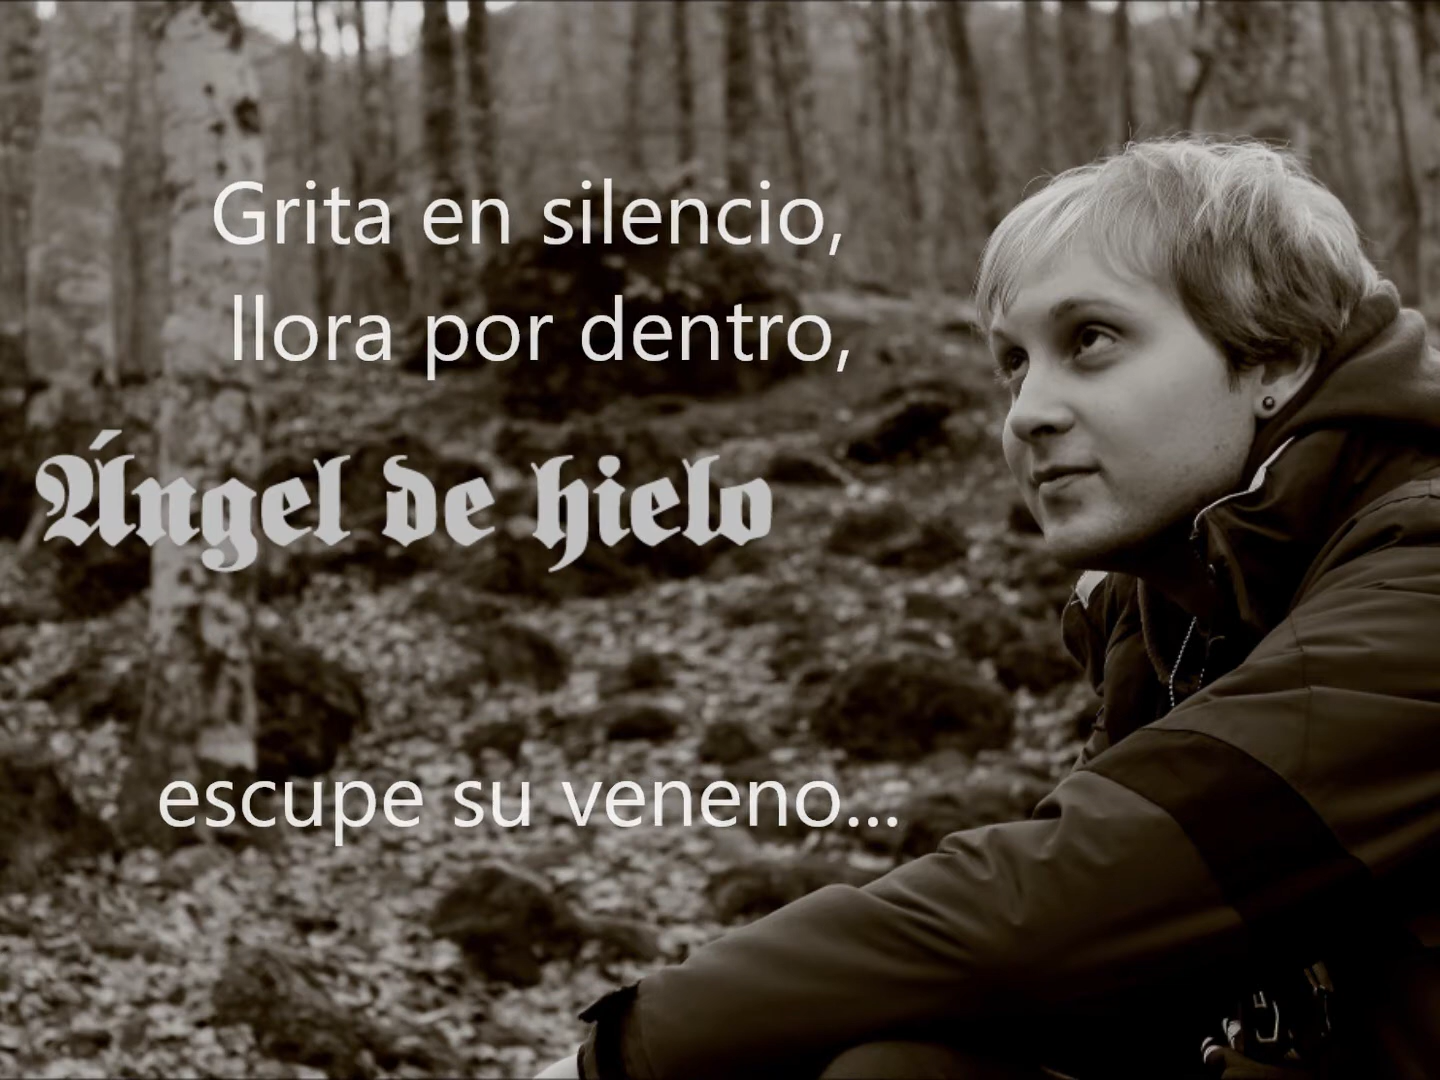 Grita en silencio,
llora por dentro,
Ángel de hielo
escupe su veneno...